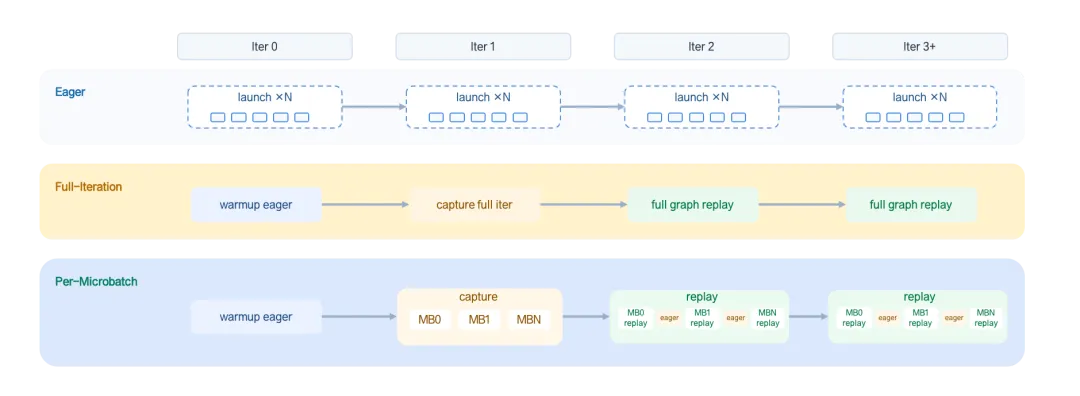 Iter 0
Iter 1
Iter 2
Iter 3+
Eager
launch ×N
launch ×N
launch ×N
launch ×N
Full-Iteration
warmup eager
capture full iter
full graph replay
full graph replay
Per-Microbatch
warmup eager
capture
MB0
MB1
MBN
replay
MB0
replay
eager
MB1
replay
eager
MBN
replay
replay
MB0
replay
eager
MB1
replay
eager
MBN
replay